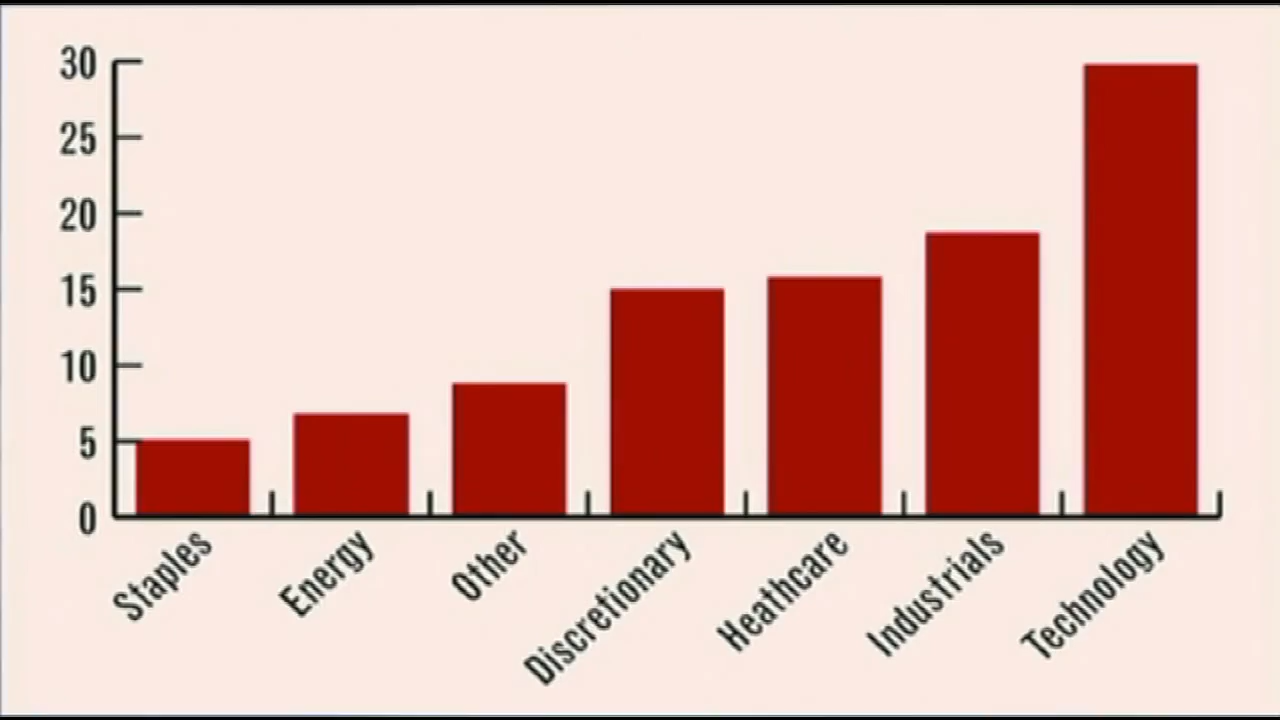 30
25
20
15
10
5
0
Staples
Energy
Other
Discretionary
Heathcare
Industrials
Technology